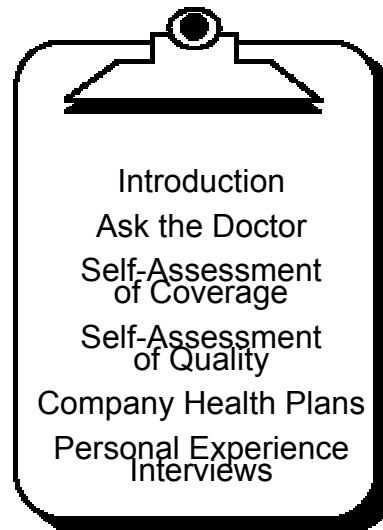 Introduction
Ask the Doctor
Self-Assessment
of Coverage
Self-Assessment
of Quality
Company Health Plans
Personal Experience
Interviews